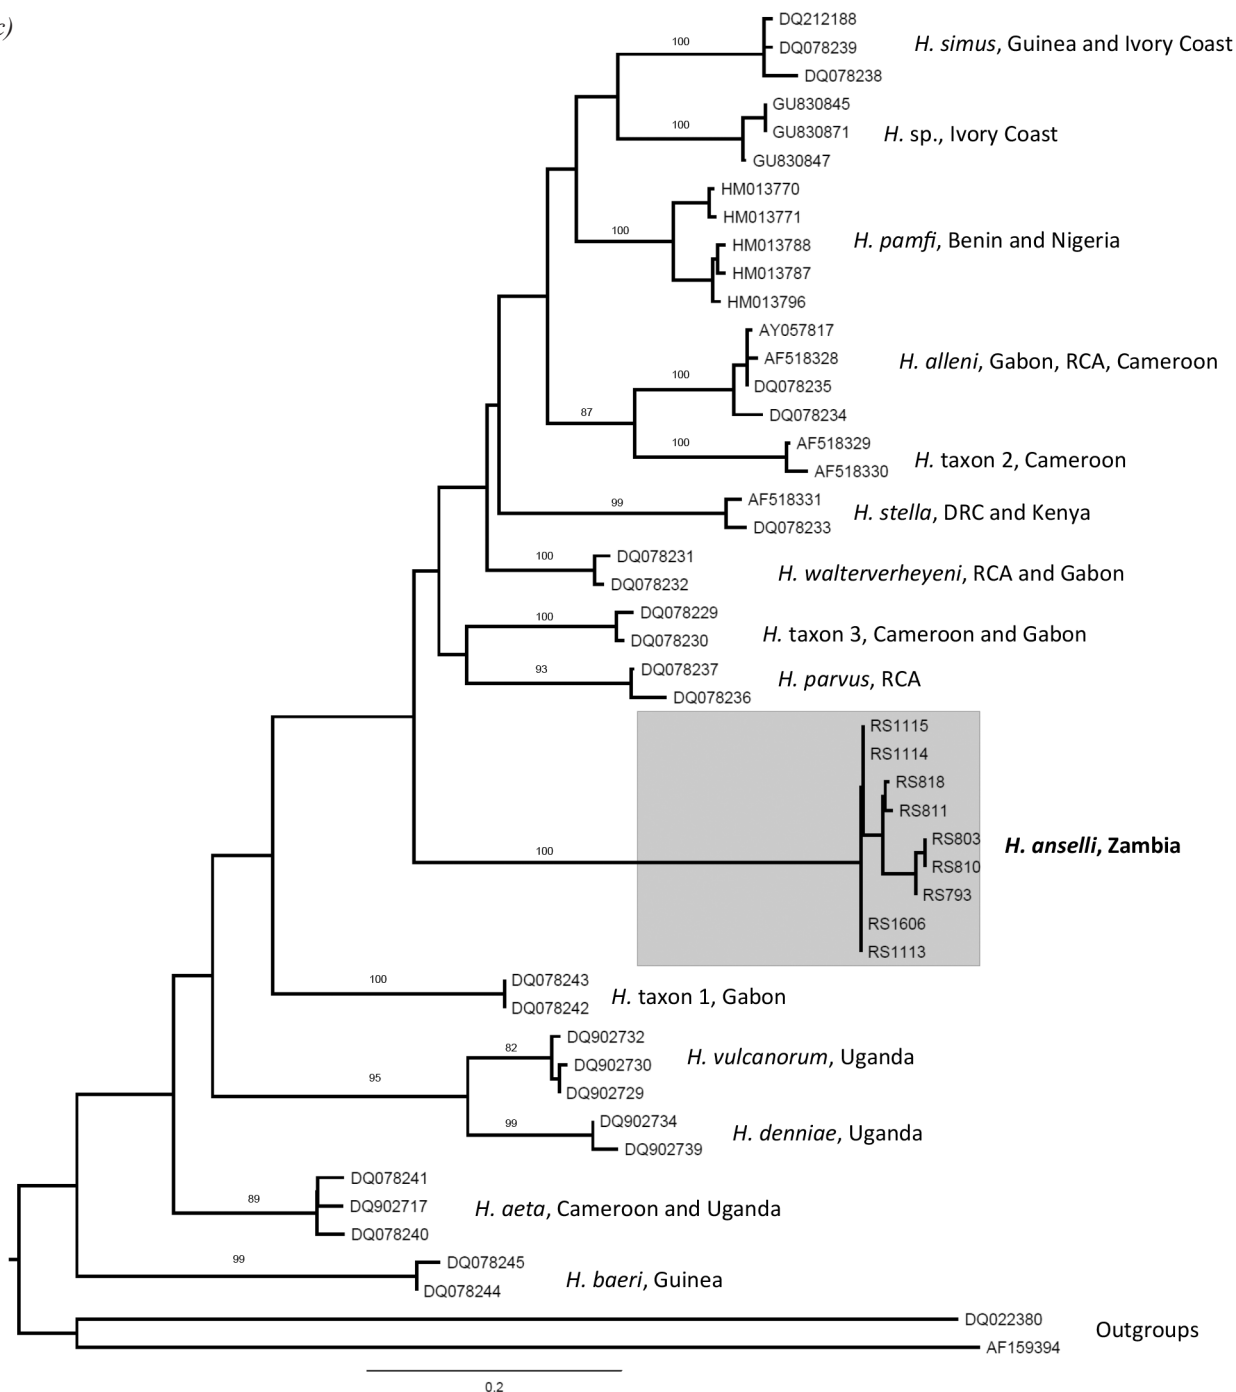 c)
DQ212188
100
DQ078239
H. simus, Guinea and Ivory Coast
DQ078238
GU830845
100
GU830871
H. sp., Ivory Coast
GU830847
HM013770
HM013771
100
HM013788
H. pamfi, Benin and Nigeria
HM013787
HM013796
AY057817
AF518328
H. alleni, Gabon, RCA, Cameroon
100
DQ078235
87
DQ078234
100
AF518329
H. taxon 2, Cameroon
AF518330
99
AF518331
H. stella, DRC and Kenya
DQ078233
100
DQ078231
H. walterverheyeni, RCA and Gabon
DQ078232
100
DQ078229
H. taxon 3, Cameroon and Gabon
DQ078230
93
DQ078237
H. parvus, RCA
DQ078236
RS1115
RS1114
RS818
RS811
RS803
H. anselli, Zambia
100
RS810
RS793
RS1606
RS1113
100
DQ078243
H. taxon 1, Gabon
DQ078242
DQ902732
82
H. vulcanorum, Uganda
DQ902730
95
DQ902729
99
DQ902734
H. denniae, Uganda
DQ902739
DQ078241
89
DQ902717
H. aeta, Cameroon and Uganda
DQ078240
99
DQ078245
H. baeri, Guinea
DQ078244
DQ022380
Outgroups
AF159394
0.2